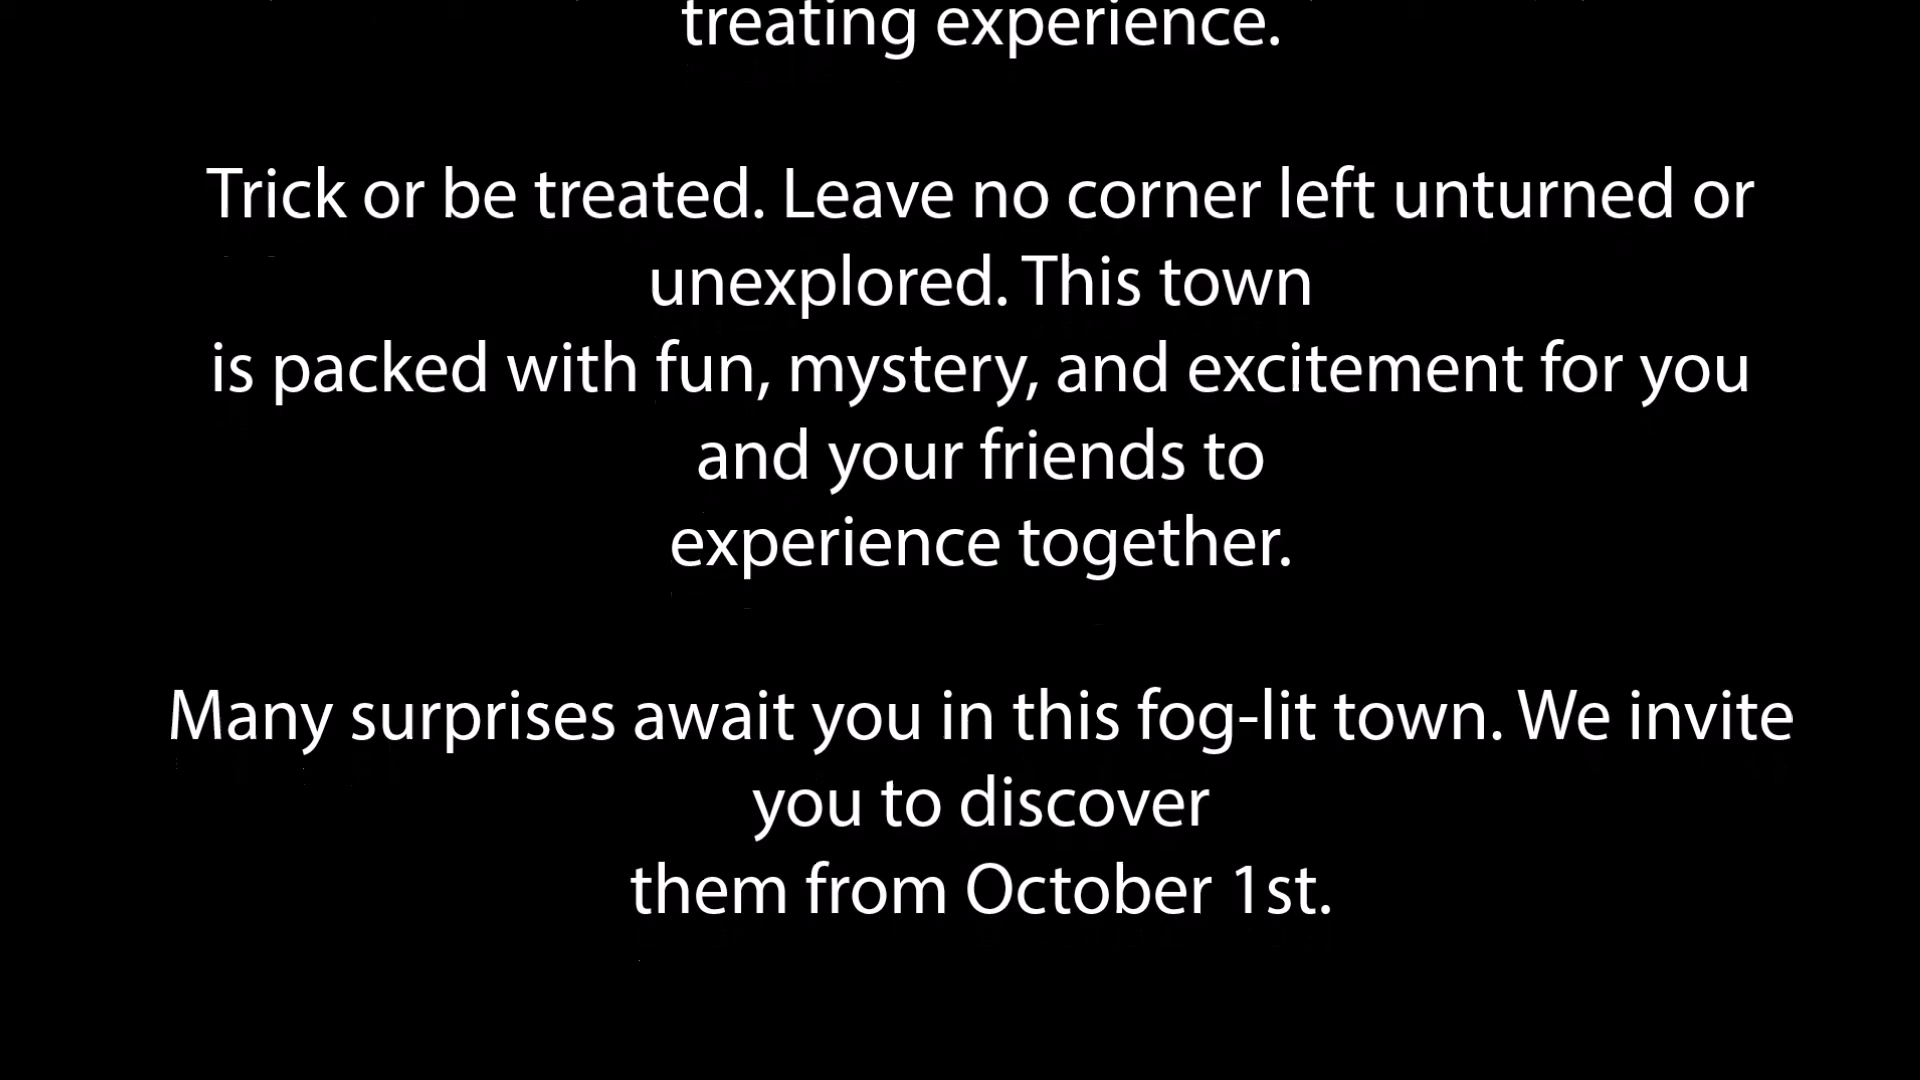 treating experience.
Trick or be treated. Leave no corner left unturned or
unexplored. This town
is packed with fun, mystery, and excitement for you
and your friends to
experience together.
Many surprises await you in this fog-lit town. We invite
you to discover
them from October 1st.